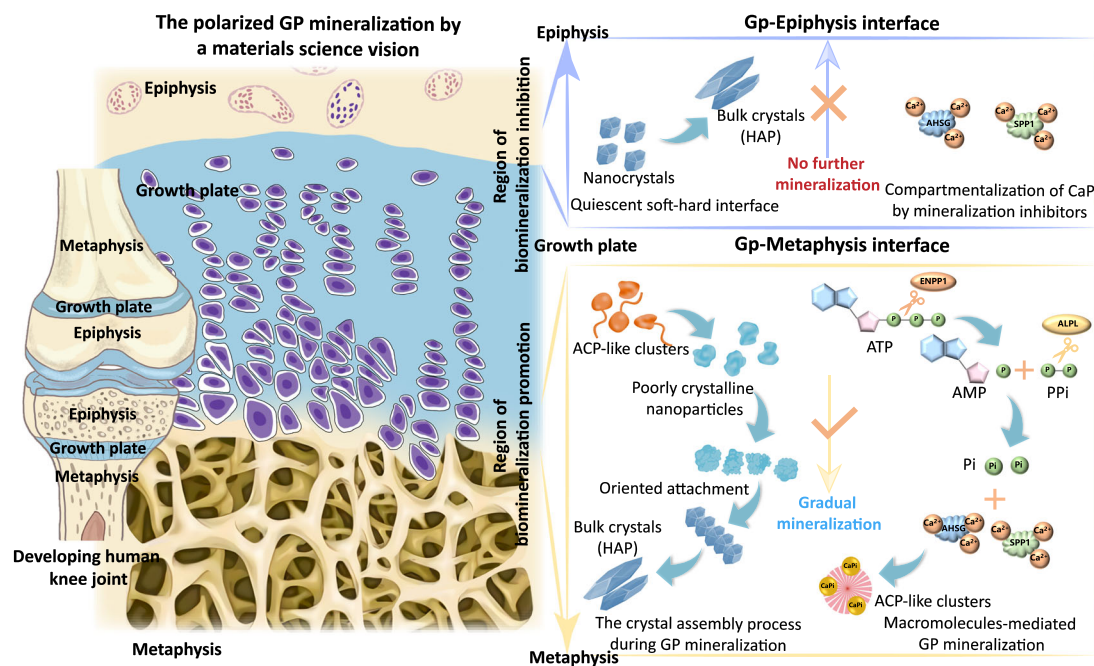 The polarized GP mineralization by
a materials science vision
Epiphysis
Growth plate
Metaphysis
Growth plate
Epiphysis
Epiphysis
Growth plate
Metaphysis
Developing human
knee joint
Metaphysis
Region of
biomineralization inhibition
Region of
biomineralization promotion
Epiphysis
Gp-Epiphysis interface
Nanocrystals
Bulk crystals
(HAP)
Quiescent soft-hard interface
No further
mineralization
Ca²⁺
Ca²⁺
AHSG
Ca²⁺
Ca²⁺
Ca²⁺
SPP1
Ca²⁺
Compartmentalization of CaP
by mineralization inhibitors
Growth plate
Gp-Metaphysis interface
ACP-like clusters
Poorly crystalline
nanoparticles
Oriented attachment
Bulk crystals
(HAP)
The crystal assembly process
during GP mineralization
Gradual
mineralization
ENPP1
P P P
ATP
ALPL
P + P P
AMP
PPi
Pi
Pi Pi
+
Ca²⁺
Ca²⁺
AHSG
Ca²⁺
Ca²⁺
Ca²⁺
SPP1
Ca²⁺
CaPi
CaPi
CaPi
ACP-like clusters
Macromolecules-mediated
GP mineralization
Metaphysis